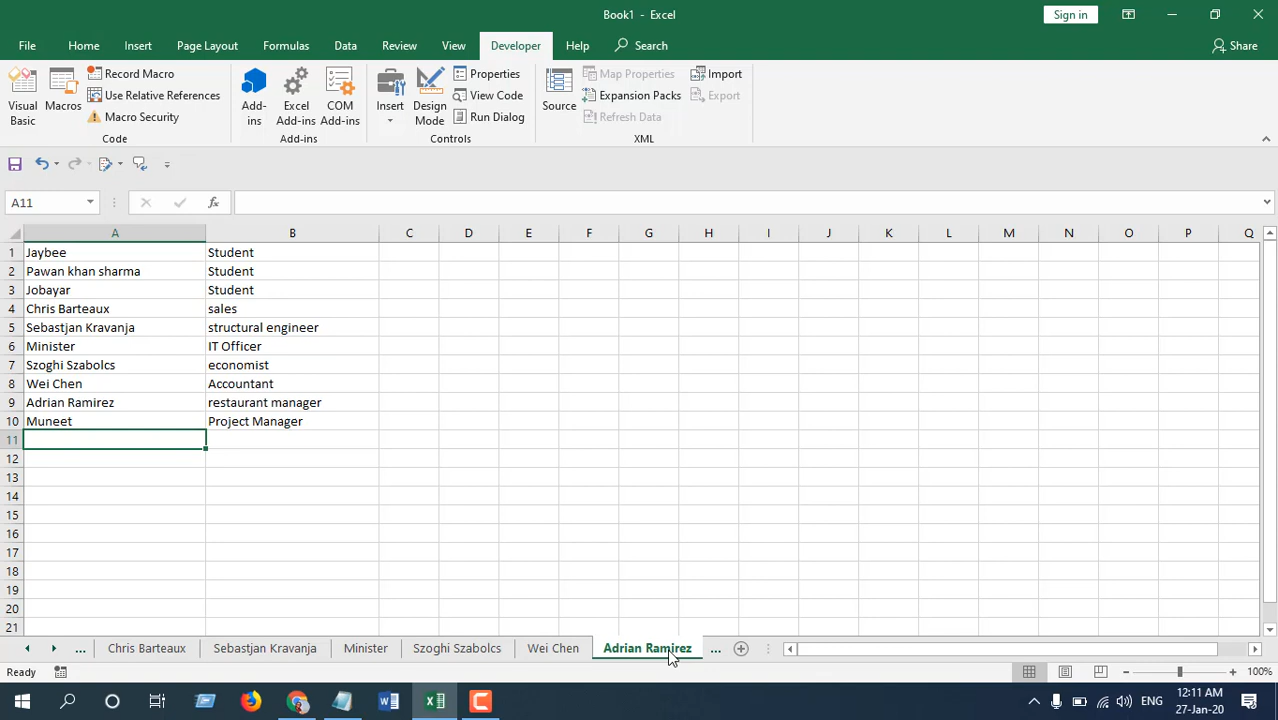 Book1 - Excel
Sign in
File Home Insert Page Layout Formulas Data Review View Developer Help Search Share
Visual Basic
Macros
Record Macro
Use Relative References
Macro Security
Code
Add-ins
Excel Add-ins
COM Add-ins
Add-ins
Insert
Design Mode
Properties
View Code
Run Dialog
Controls
Source
Map Properties
Expansion Packs
Refresh Data
Import
Export
XML
A11
fx
A B C D E F G H I J K L M N O P Q
1 Jaybee Student
2 Pawan khan sharma Student
3 Jobayar Student
4 Chris Barteaux sales
5 Sebastjan Kravanja structural engineer
6 Minister IT Officer
7 Szoghi Szabolcs economist
8 Wei Chen Accountant
9 Adrian Ramirez restaurant manager
10 Muneet Project Manager
11
12
13
14
15
16
17
18
19
20
21
... Chris Barteaux Sebastjan Kravanja Minister Szoghi Szabolcs Wei Chen Adrian Ramirez ...
Ready
100%
ENG
12:11 AM
27-Jan-20